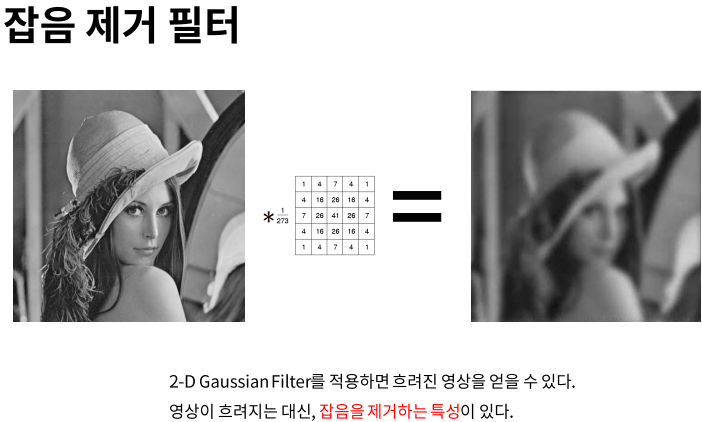 잡음 제거 필터
* 1/273
1 4 7 4 1
4 16 26 16 4
7 26 41 26 7
4 16 26 16 4
1 4 7 4 1
=
2-D Gaussian Filter를 적용하면 흐려진 영상을 얻을 수 있다.
영상이 흐려지는 대신, 잡음을 제거하는 특성이 있다.